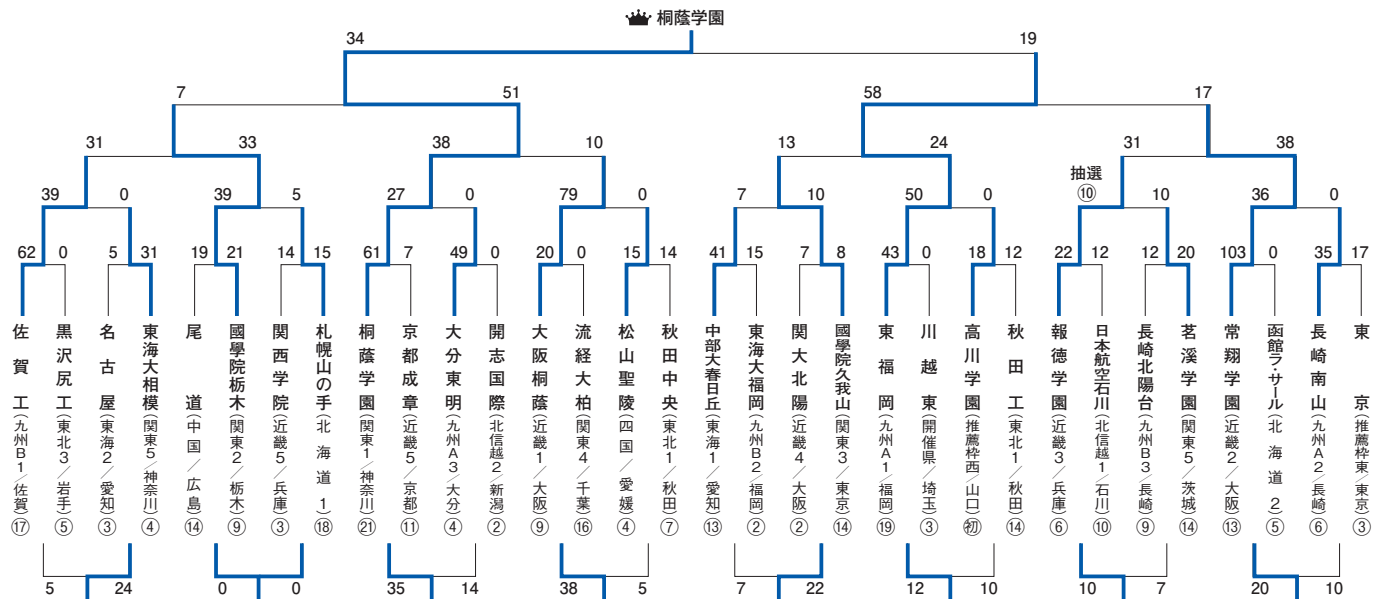 桐蔭学園
34 19
7 51 58 17
31 33 38 10 13 24 31 38
39 0 39 5 27 0 79 0 7 10 50 0 抽選⑩ 10 36 0
62 0 5 31 19 21 14 15 61 7 49 0 20 0 15 14 41 15 7 8 43 0 18 12 22 12 12 20 103 0 35 17
佐賀工(九州B1/佐賀)⑰
黒沢尻工(東北3/岩手)⑤
名古屋(東海2/愛知)③
東海大相模(関東5/神奈川)④
尾道(中国/広島)⑭
國學院栃木(関東2/栃木)⑨
関西学院(近畿5/兵庫)③
札幌山の手(北海道1)⑱
桐蔭学園(関東1/神奈川)㉑
京都成章(近畿5/京都)⑪
大分東明(九州A3/大分)④
開志国際(北信越2/新潟)②
大阪桐蔭(近畿1/大阪)⑨
流経大柏(関東4/千葉)⑯
松山聖陵(四国/愛媛)④
秋田中央(東北1/秋田)⑦
中部大春日丘(東海1/愛知)⑬
東海大福岡(九州B2/福岡)②
関大北陽(近畿4/大阪)②
國學院久我山(関東3/東京)⑭
東福岡(九州A1/福岡)⑲
川越東(開催県/埼玉)③
高川学園(推薦枠西/山口)初
秋田工(東北1/秋田)⑭
報徳学園(近畿3/兵庫)⑥
日本航空石川(北信越1/石川)⑩
長崎北陽台(九州B3/長崎)⑨
茗溪学園(関東5/茨城)⑭
常翔学園(近畿2/大阪)⑬
函館ラ・サール(北海道2)⑤
長崎南山(九州A2/長崎)⑥
東京(推薦枠東/東京)③
5 24 0 0 35 14 38 5 7 22 12 10 10 7 20 10